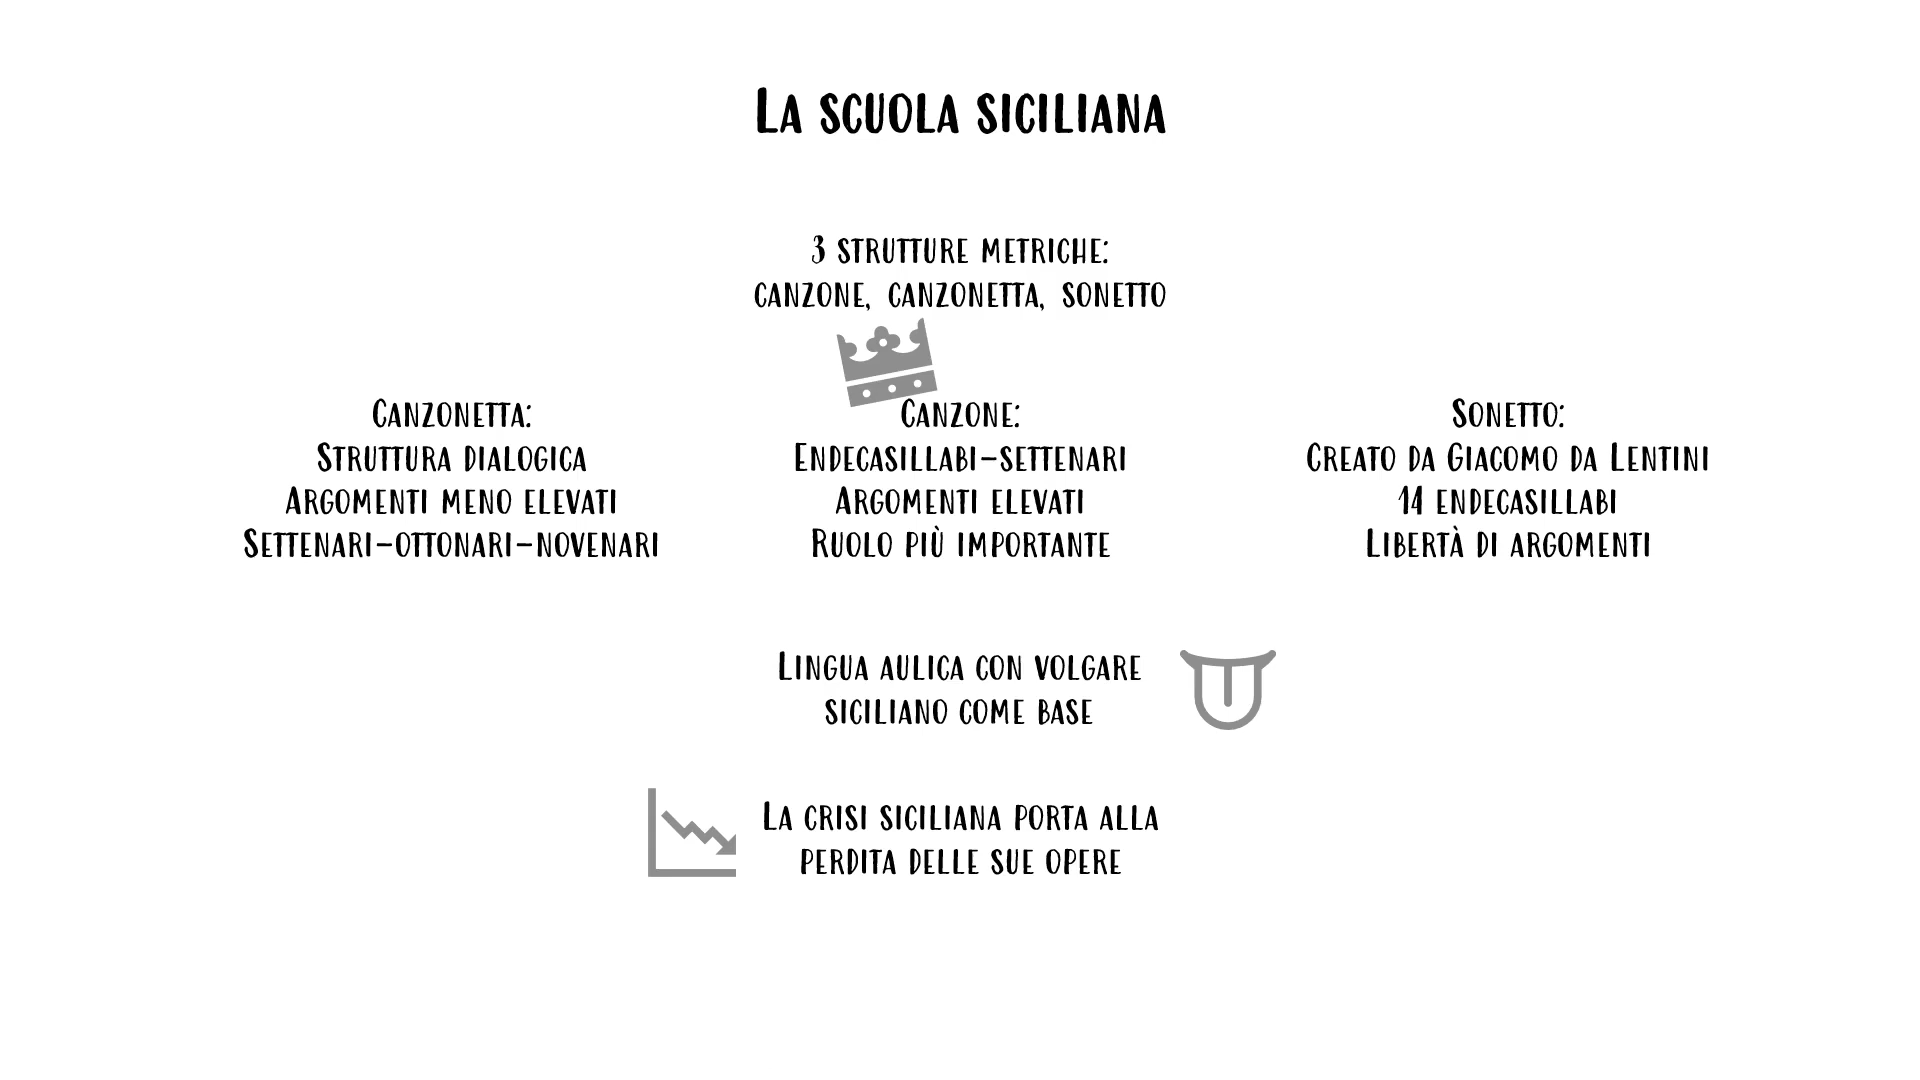 La scuola siciliana
3 strutture metriche:
canzone, canzonetta, sonetto
Canzonetta:
Struttura dialogica
Argomenti meno elevati
Settenari-ottonari-novenari
Canzone:
Endecasillabi-settenari
Argomenti elevati
Ruolo più importante
Sonetto:
Creato da Giacomo da Lentini
14 endecasillabi
Libertà di argomenti
Lingua aulica con volgare
siciliano come base
La crisi siciliana porta alla
perdita delle sue opere